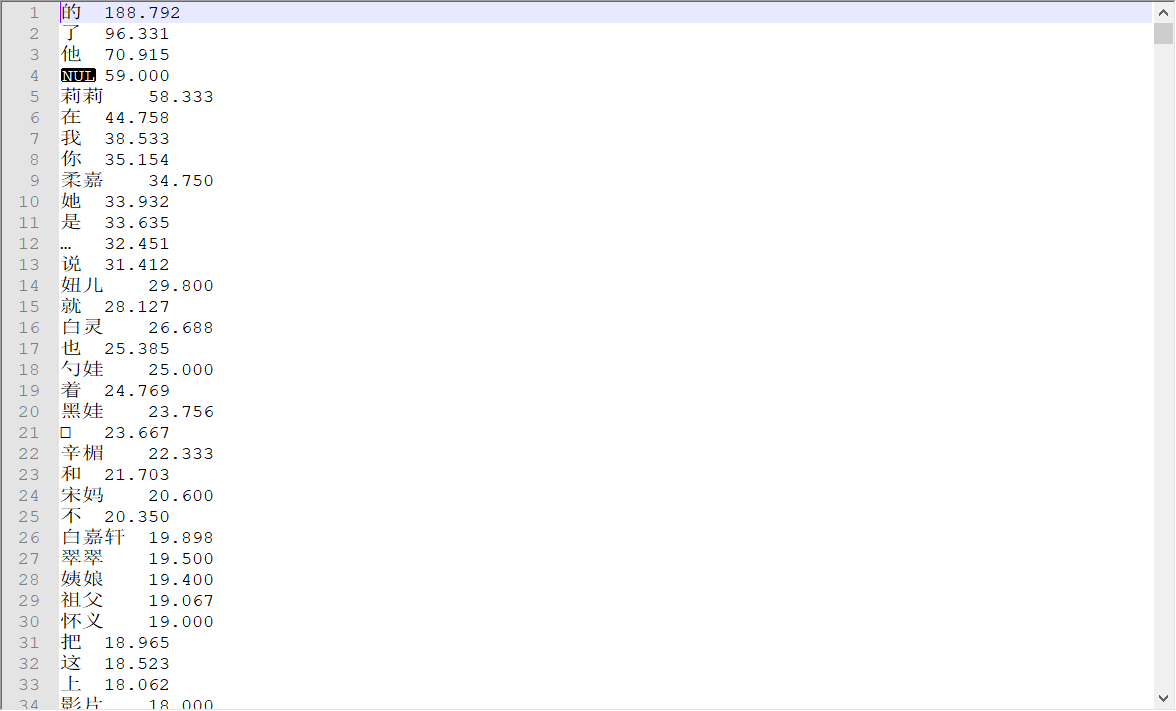 1 的 188.792
2 了 96.331
3 他 70.915
4 NUL 59.000
5 莉莉 58.333
6 在 44.758
7 我 38.533
8 你 35.154
9 柔嘉 34.750
10 她 33.932
11 是 33.635
12 … 32.451
13 说 31.412
14 妞儿 29.800
15 就 28.127
16 白灵 26.688
17 也 25.385
18 勺娃 25.000
19 着 24.769
20 黑娃 23.756
21 □ 23.667
22 辛楣 22.333
23 和 21.703
24 宋妈 20.600
25 不 20.350
26 白嘉轩 19.898
27 翠翠 19.500
28 姨娘 19.400
29 祖父 19.067
30 怀义 19.000
31 把 18.965
32 这 18.523
33 上 18.062
34 影片 18.000